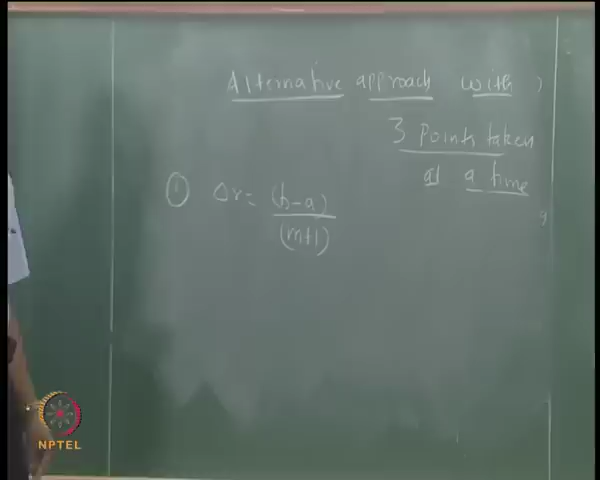 Alternative approach with
3 points taken
at a time
① Δr = (b-a)
(m+1)
NPTEL